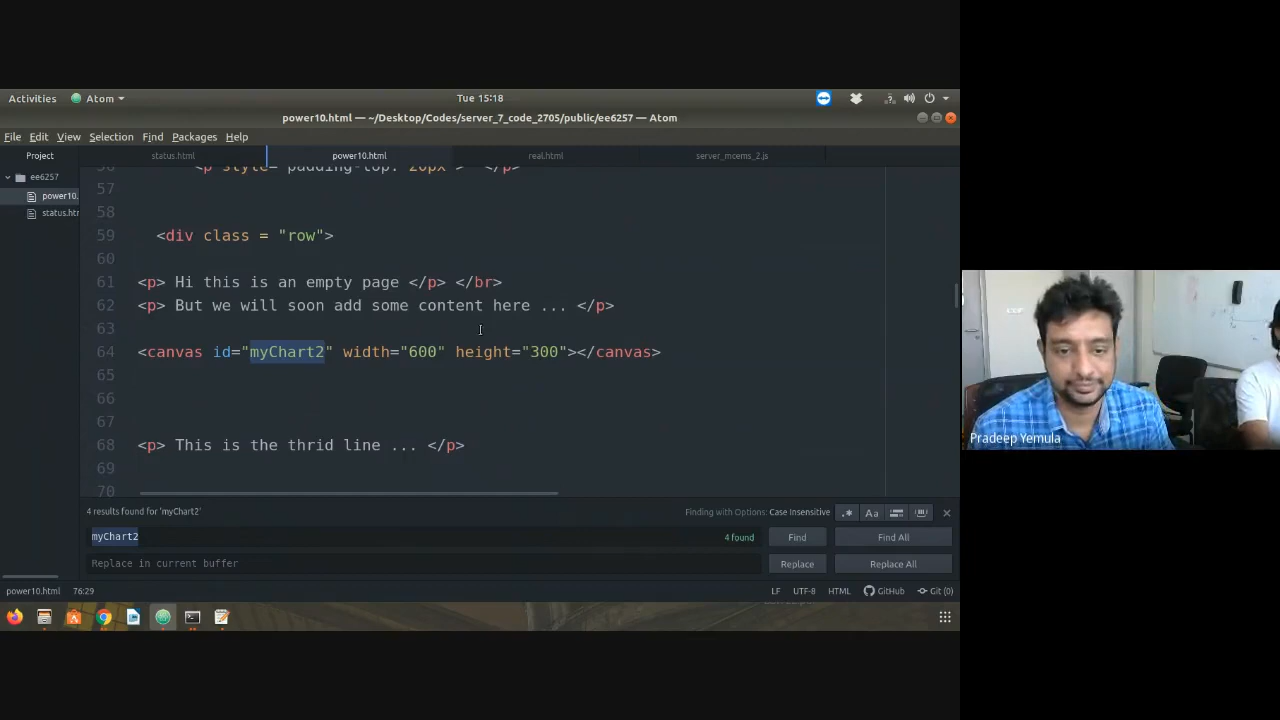 Activities Atom Tue 15:18
power10.html — ~/Desktop/Codes/server_7_code_2705/public/ee6257 — Atom
File Edit View Selection Find Packages Help
Project status.html power10.html real.html server_mcems_2.js
ee6257
power10.
status.htm
56 <p style= padding-top: 20px > </p>
57
58
59 <div class = "row">
60
61 <p> Hi this is an empty page </p> </br>
62 <p> But we will soon add some content here ... </p>
63
64 <canvas id="myChart2" width="600" height="300"></canvas>
65
66
67
68 <p> This is the thrid line ... </p>
69
70
4 results found for 'myChart2' Finding with Options: Case Insensitive .* Aa
myChart2 4 found Find Find All
Replace in current buffer Replace Replace All
power10.html 76:29 LF UTF-8 HTML GitHub Git (0)
Pradeep Yemula